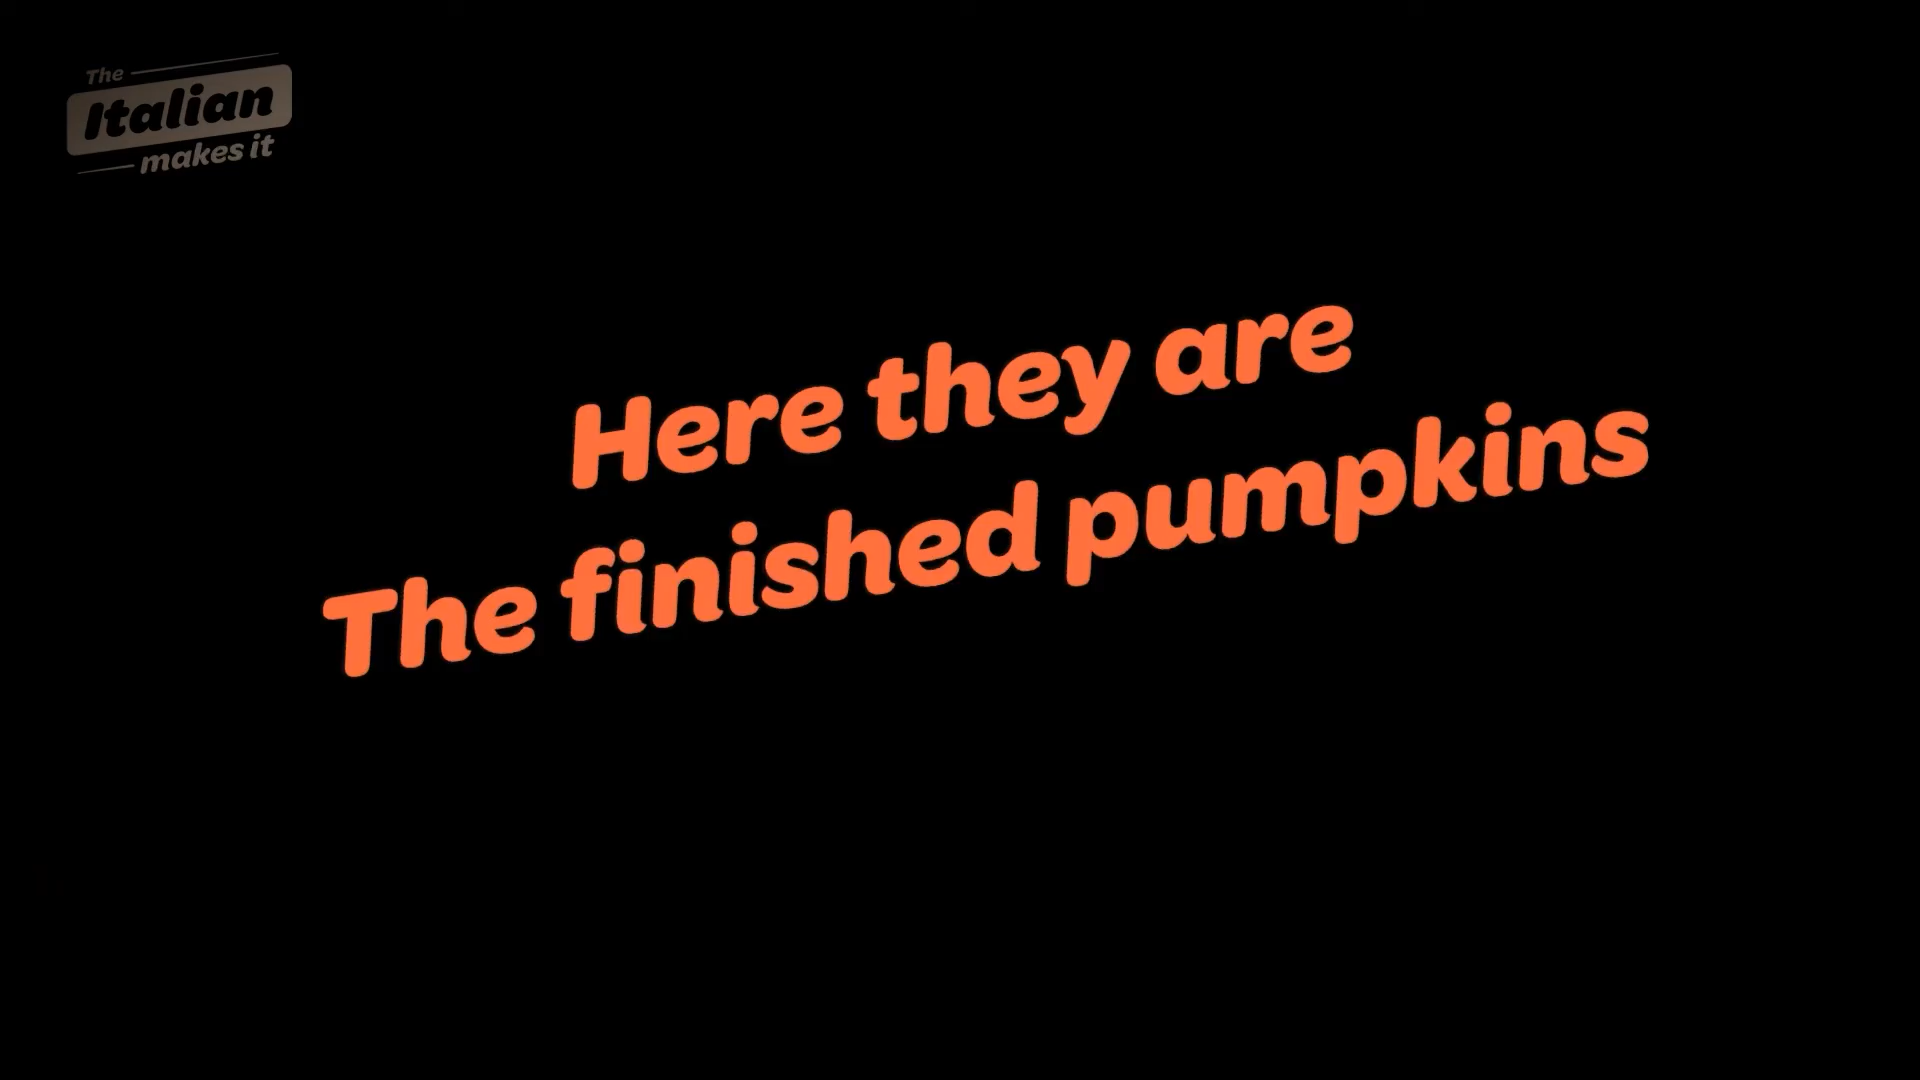 The
Italian
makes it
Here they are
The finished pumpkins